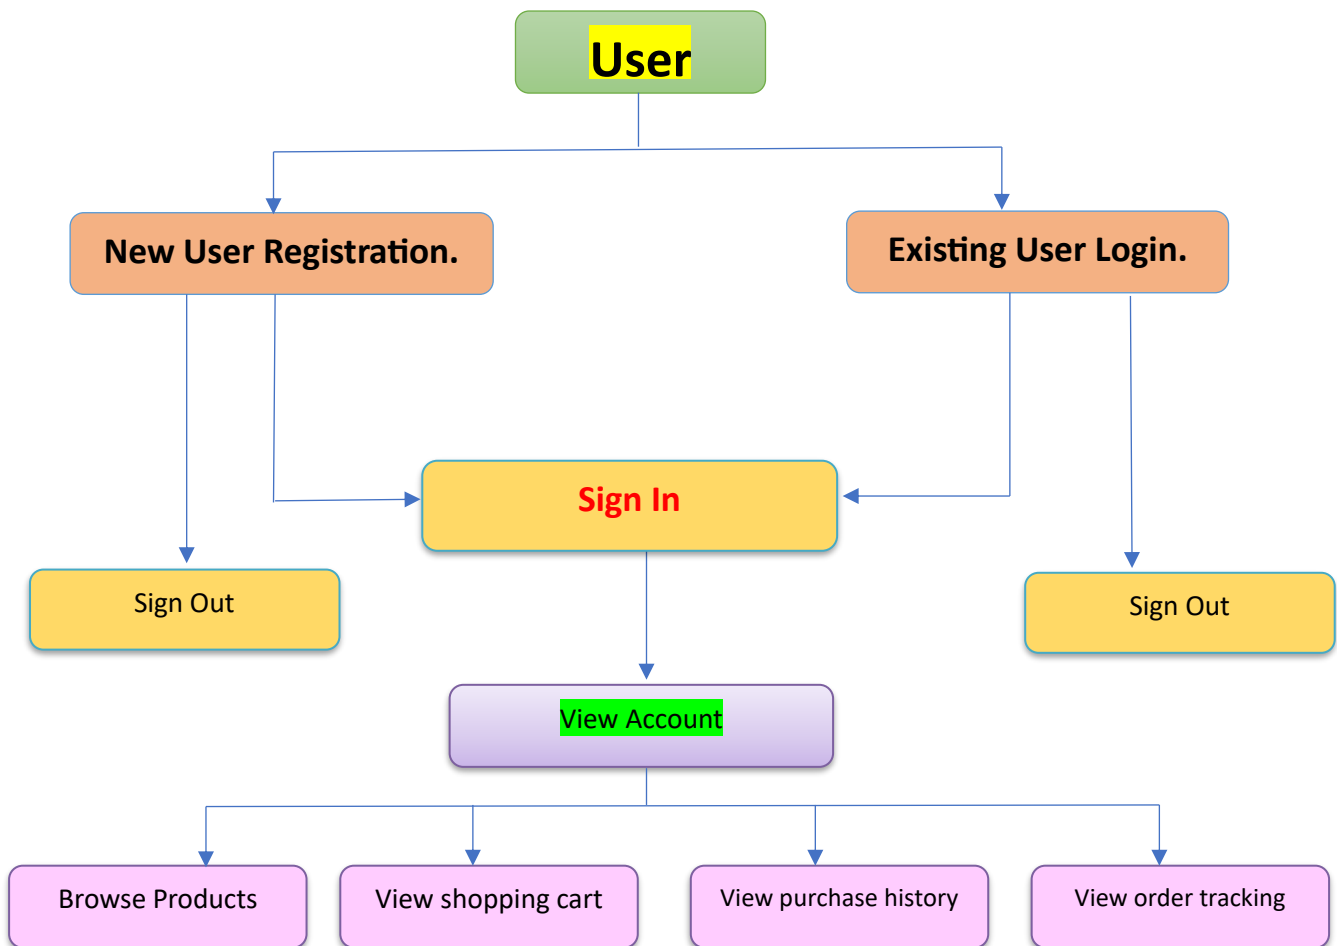 User
New User Registration.
Existing User Login.
Sign In
Sign Out
Sign Out
View Account
Browse Products
View shopping cart
View purchase history
View order tracking